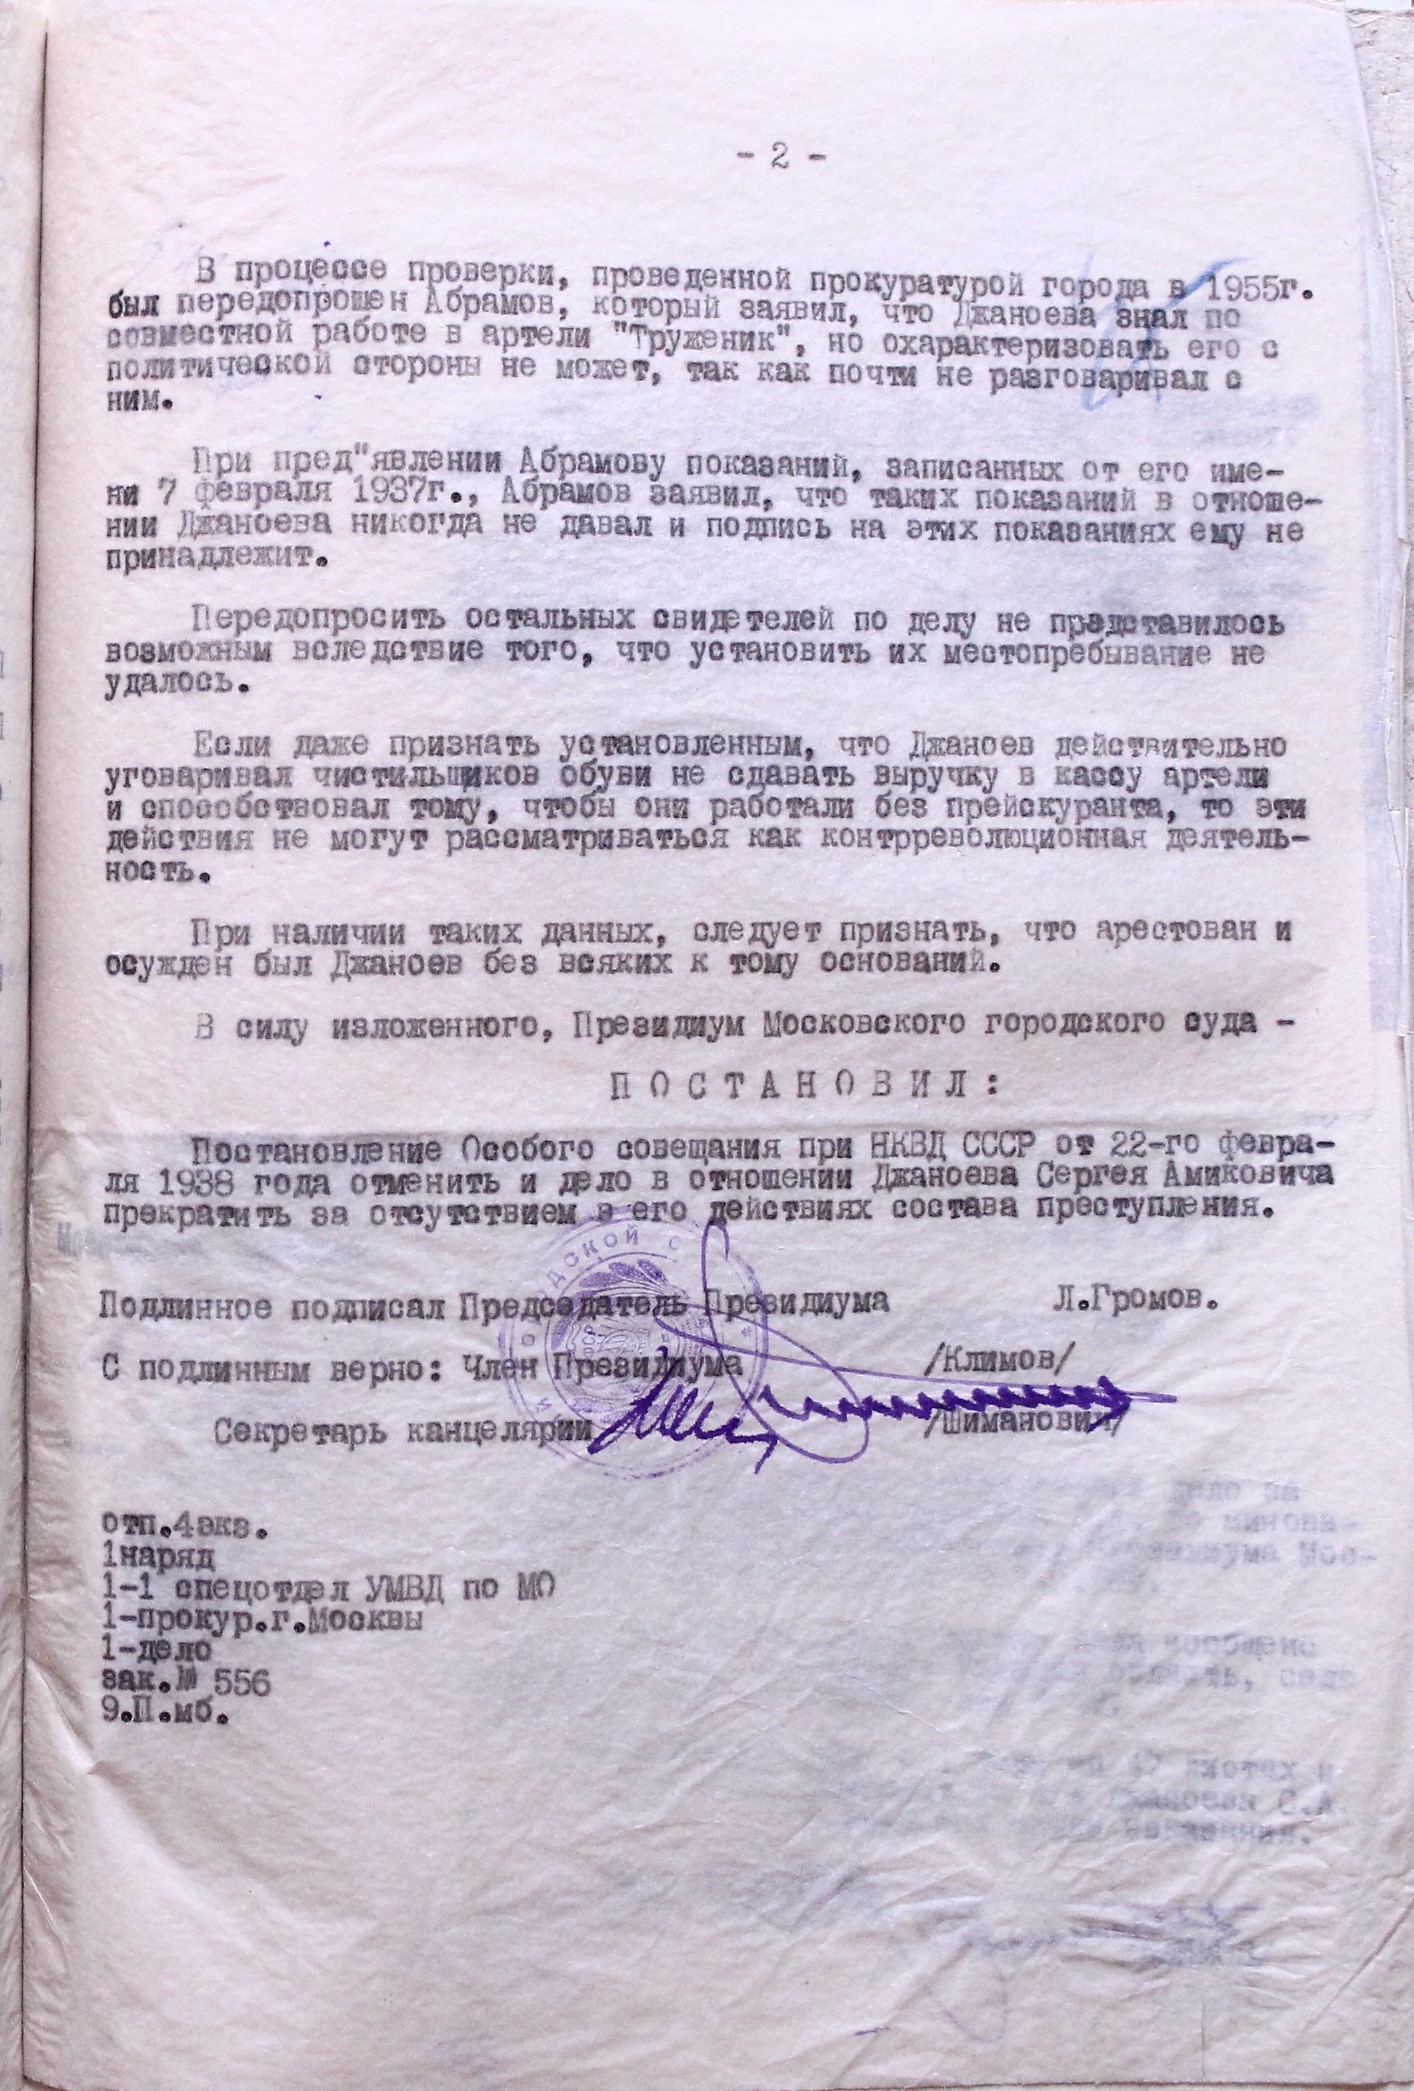 - 2 -
В процессе проверки, проведенной прокуратурой города в 1955г.
был передопрошен Абрамов, который заявил, что Джаноева знал по
совместной работе в артели "Труженик", но охарактеризовать его с
политической стороны не может, так как почти не разговаривал с
ним.
При пред"явлении Абрамову показаний, записанных от его име-
ни 7 февраля 1937г., Абрамов заявил, что таких показаний в отноше-
нии Джаноева никогда не давал и подпись на этих показаниях ему не
принадлежит.
Передопросить остальных свидетелей по делу не представилось
возможным вследствие того, что установить их местопребывание не
удалось.
Если даже признать установленным, что Джаноев действительно
уговаривал чистильщиков обуви не сдавать выручку в кассу артели
и способствовал тому, чтобы они работали без прейскуранта, то эти
действия не могут рассматриваться как контрреволюционная деятель-
ность.
При наличии таких данных, следует признать, что арестован и
осужден был Джаноев без всяких к тому оснований.
В силу изложенного, Президиум Московского городского суда -
П О С Т А Н О В И Л :
Постановление Особого совещания при НКВД СССР от 22-го февра-
ля 1938 года отменить и дело в отношении Джаноева Сергея Амиковича
прекратить за отсутствием в его действиях состава преступления.
Подлинное подписал Председатель Президиума Л.Громов.
С подлинным верно: Член Президиума /Климов/
Секретарь канцелярии /Шиманович/
отп.4экз.
1наряд
1-1 спецотдел УМВД по МО
1-прокур.г.Москвы
1-дело
зак.№ 556
9.П.мб.